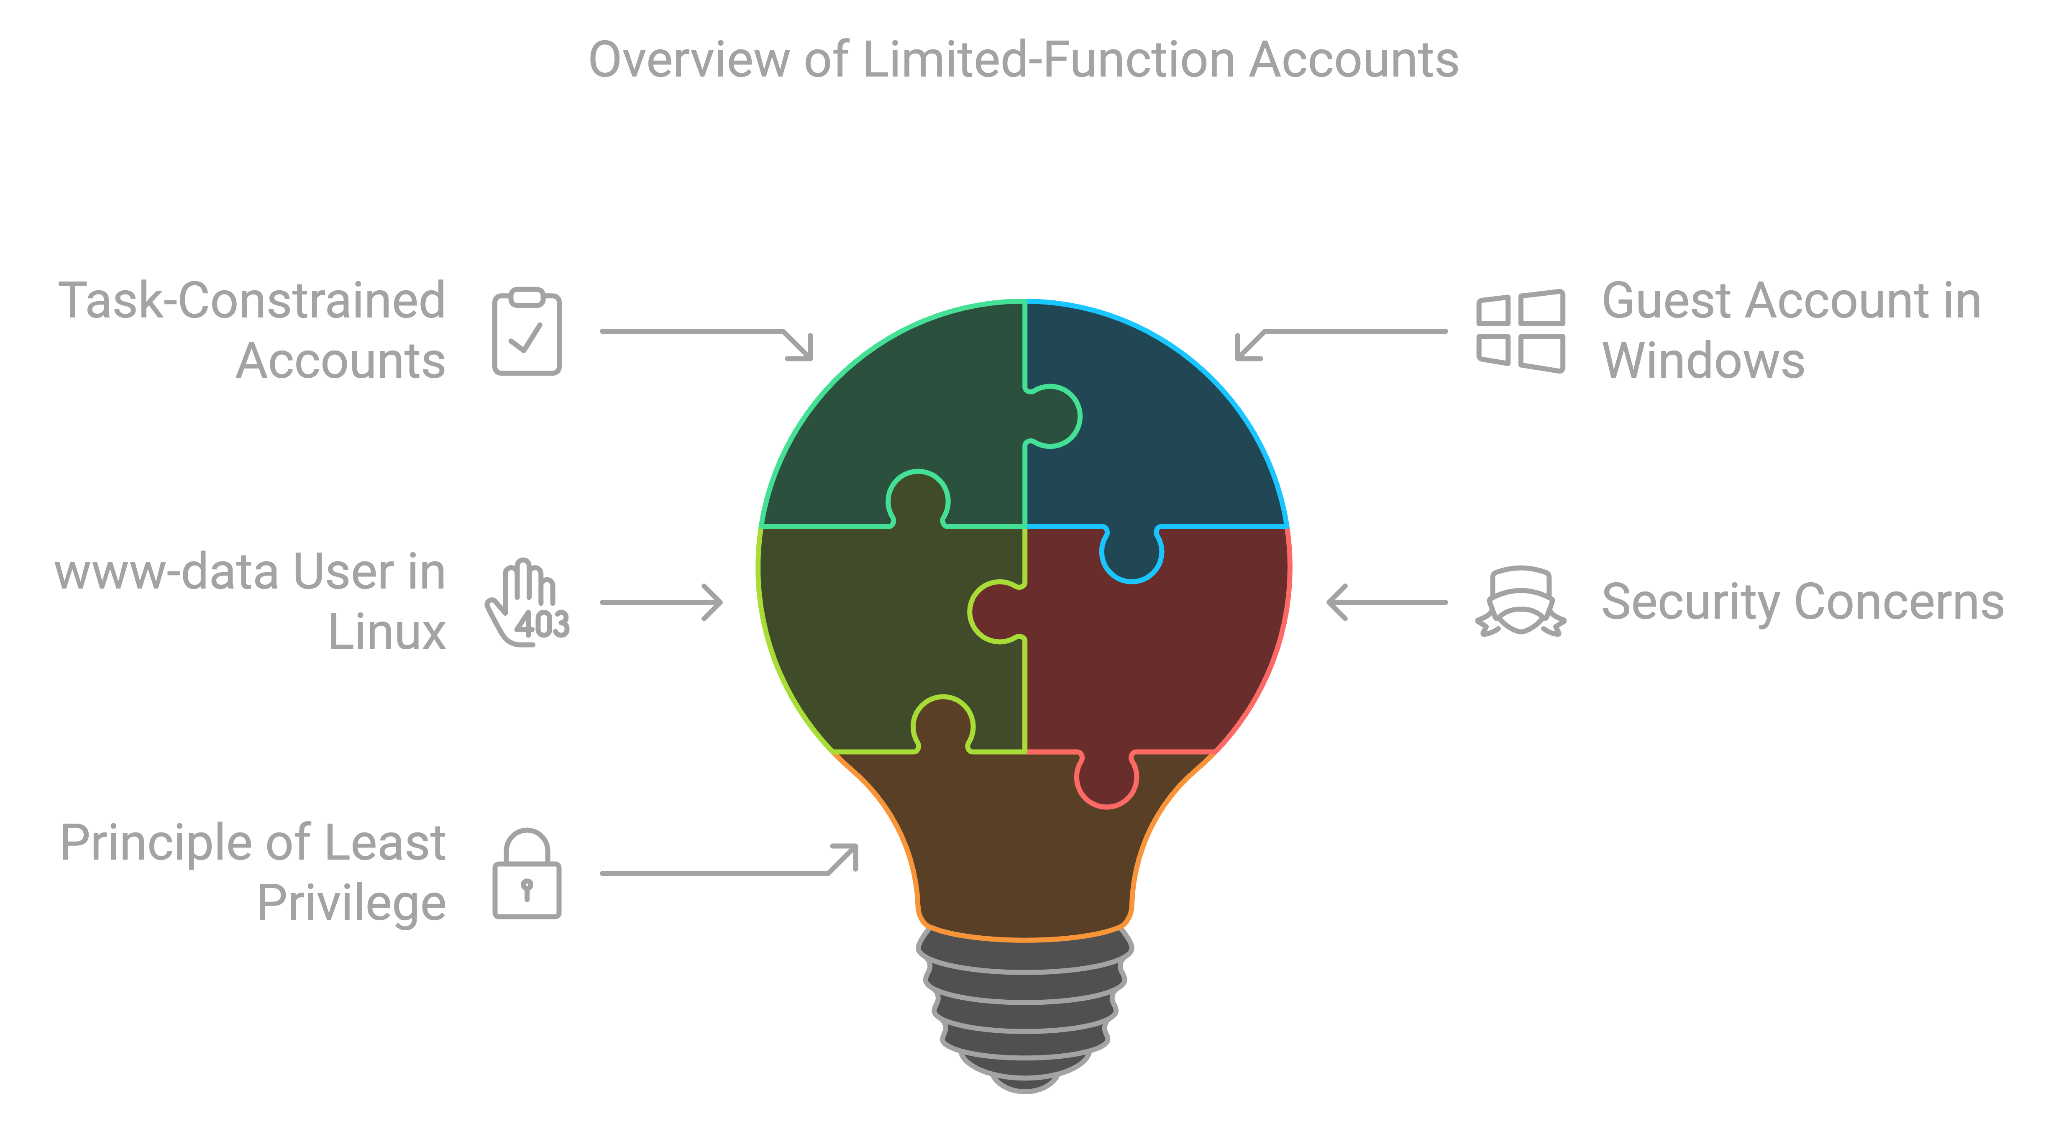 Overview of Limited-Function Accounts
Task-Constrained
Accounts
Guest Account in
Windows
www-data User in
Linux
403
Security Concerns
Principle of Least
Privilege